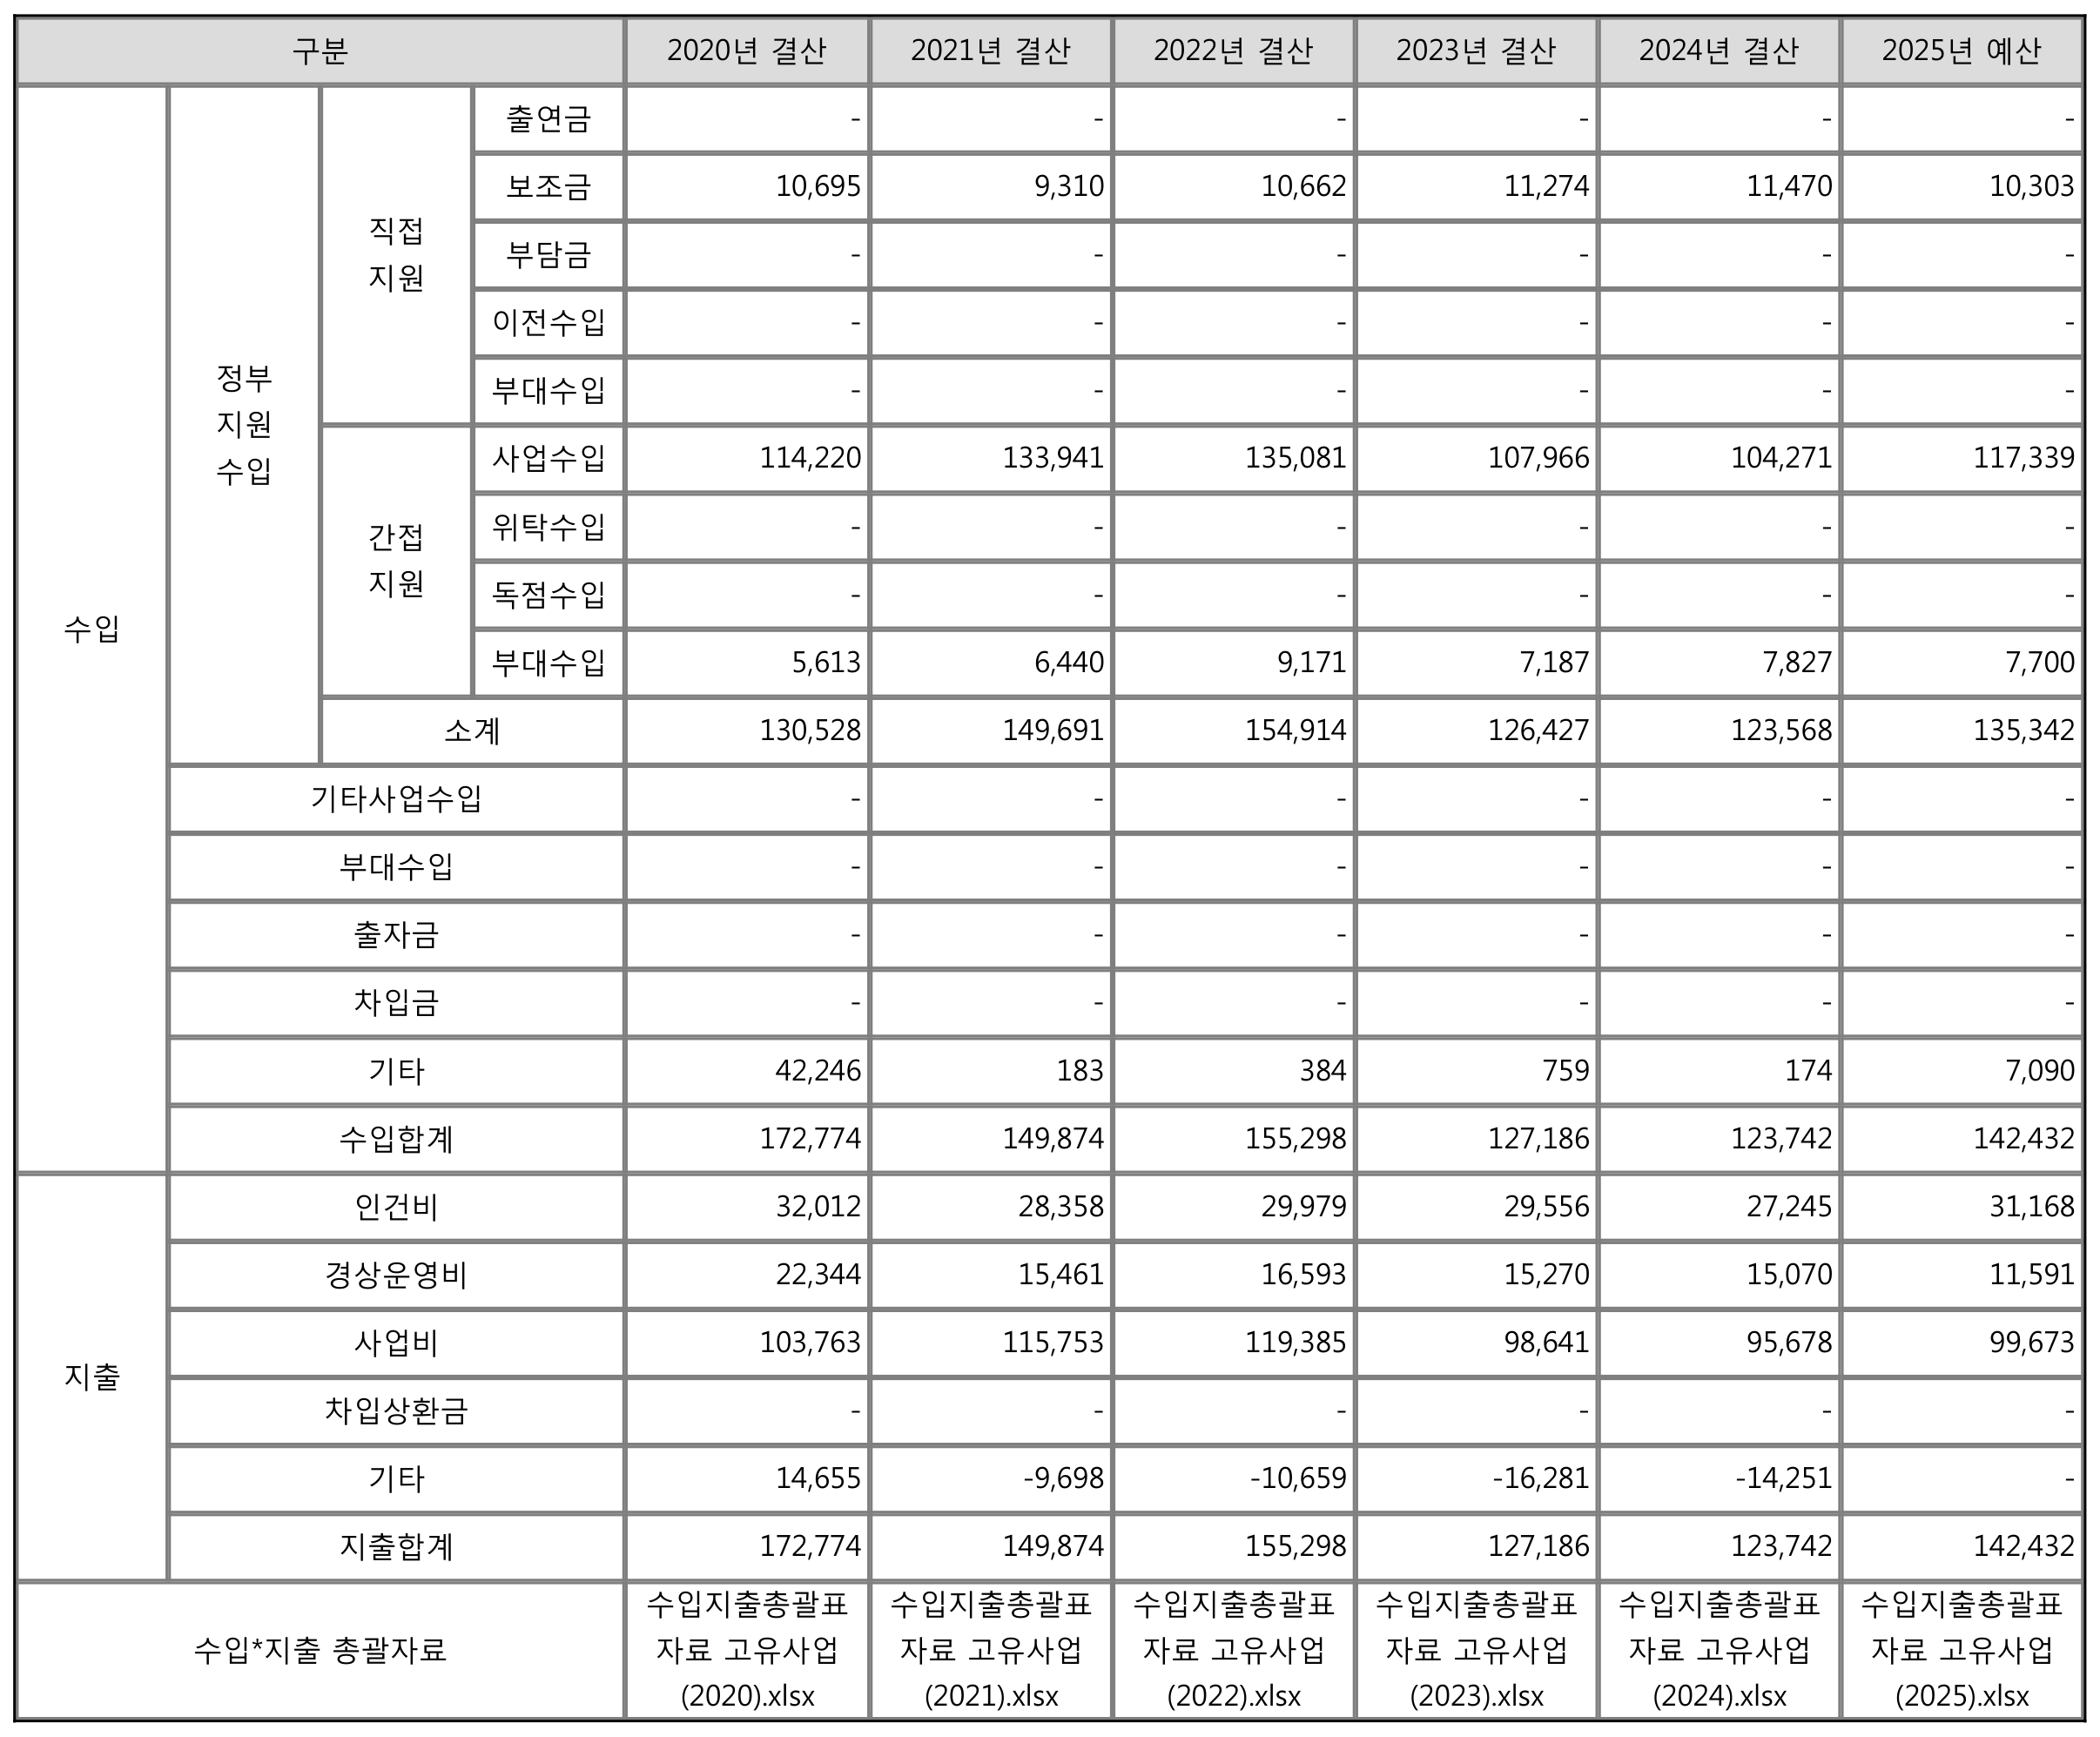 구분 2020년 결산 2021년 결산 2022년 결산 2023년 결산 2024년 결산 2025년 예산
수입 정부 지원 수입 직접 지원 출연금 - - - - - -
보조금 10,695 9,310 10,662 11,274 11,470 10,303
부담금 - - - - - -
이전수입 - - - - - -
부대수입 - - - - - -
간접 지원 사업수입 114,220 133,941 135,081 107,966 104,271 117,339
위탁수입 - - - - - -
독점수입 - - - - - -
부대수입 5,613 6,440 9,171 7,187 7,827 7,700
소계 130,528 149,691 154,914 126,427 123,568 135,342
기타사업수입 - - - - - -
부대수입 - - - - - -
출자금 - - - - - -
차입금 - - - - - -
기타 42,246 183 384 759 174 7,090
수입합계 172,774 149,874 155,298 127,186 123,742 142,432
지출 인건비 32,012 28,358 29,979 29,556 27,245 31,168
경상운영비 22,344 15,461 16,593 15,270 15,070 11,591
사업비 103,763 115,753 119,385 98,641 95,678 99,673
차입상환금 - - - - - -
기타 14,655 -9,698 -10,659 -16,281 -14,251 -
지출합계 172,774 149,874 155,298 127,186 123,742 142,432
수입*지출 총괄자료 수입지출총괄표 수입지출총괄표 수입지출총괄표 수입지출총괄표 수입지출총괄표 수입지출총괄표
자료 고유사업 자료 고유사업 자료 고유사업 자료 고유사업 자료 고유사업 자료 고유사업
(2020).xlsx (2021).xlsx (2022).xlsx (2023).xlsx (2024).xlsx (2025).xlsx